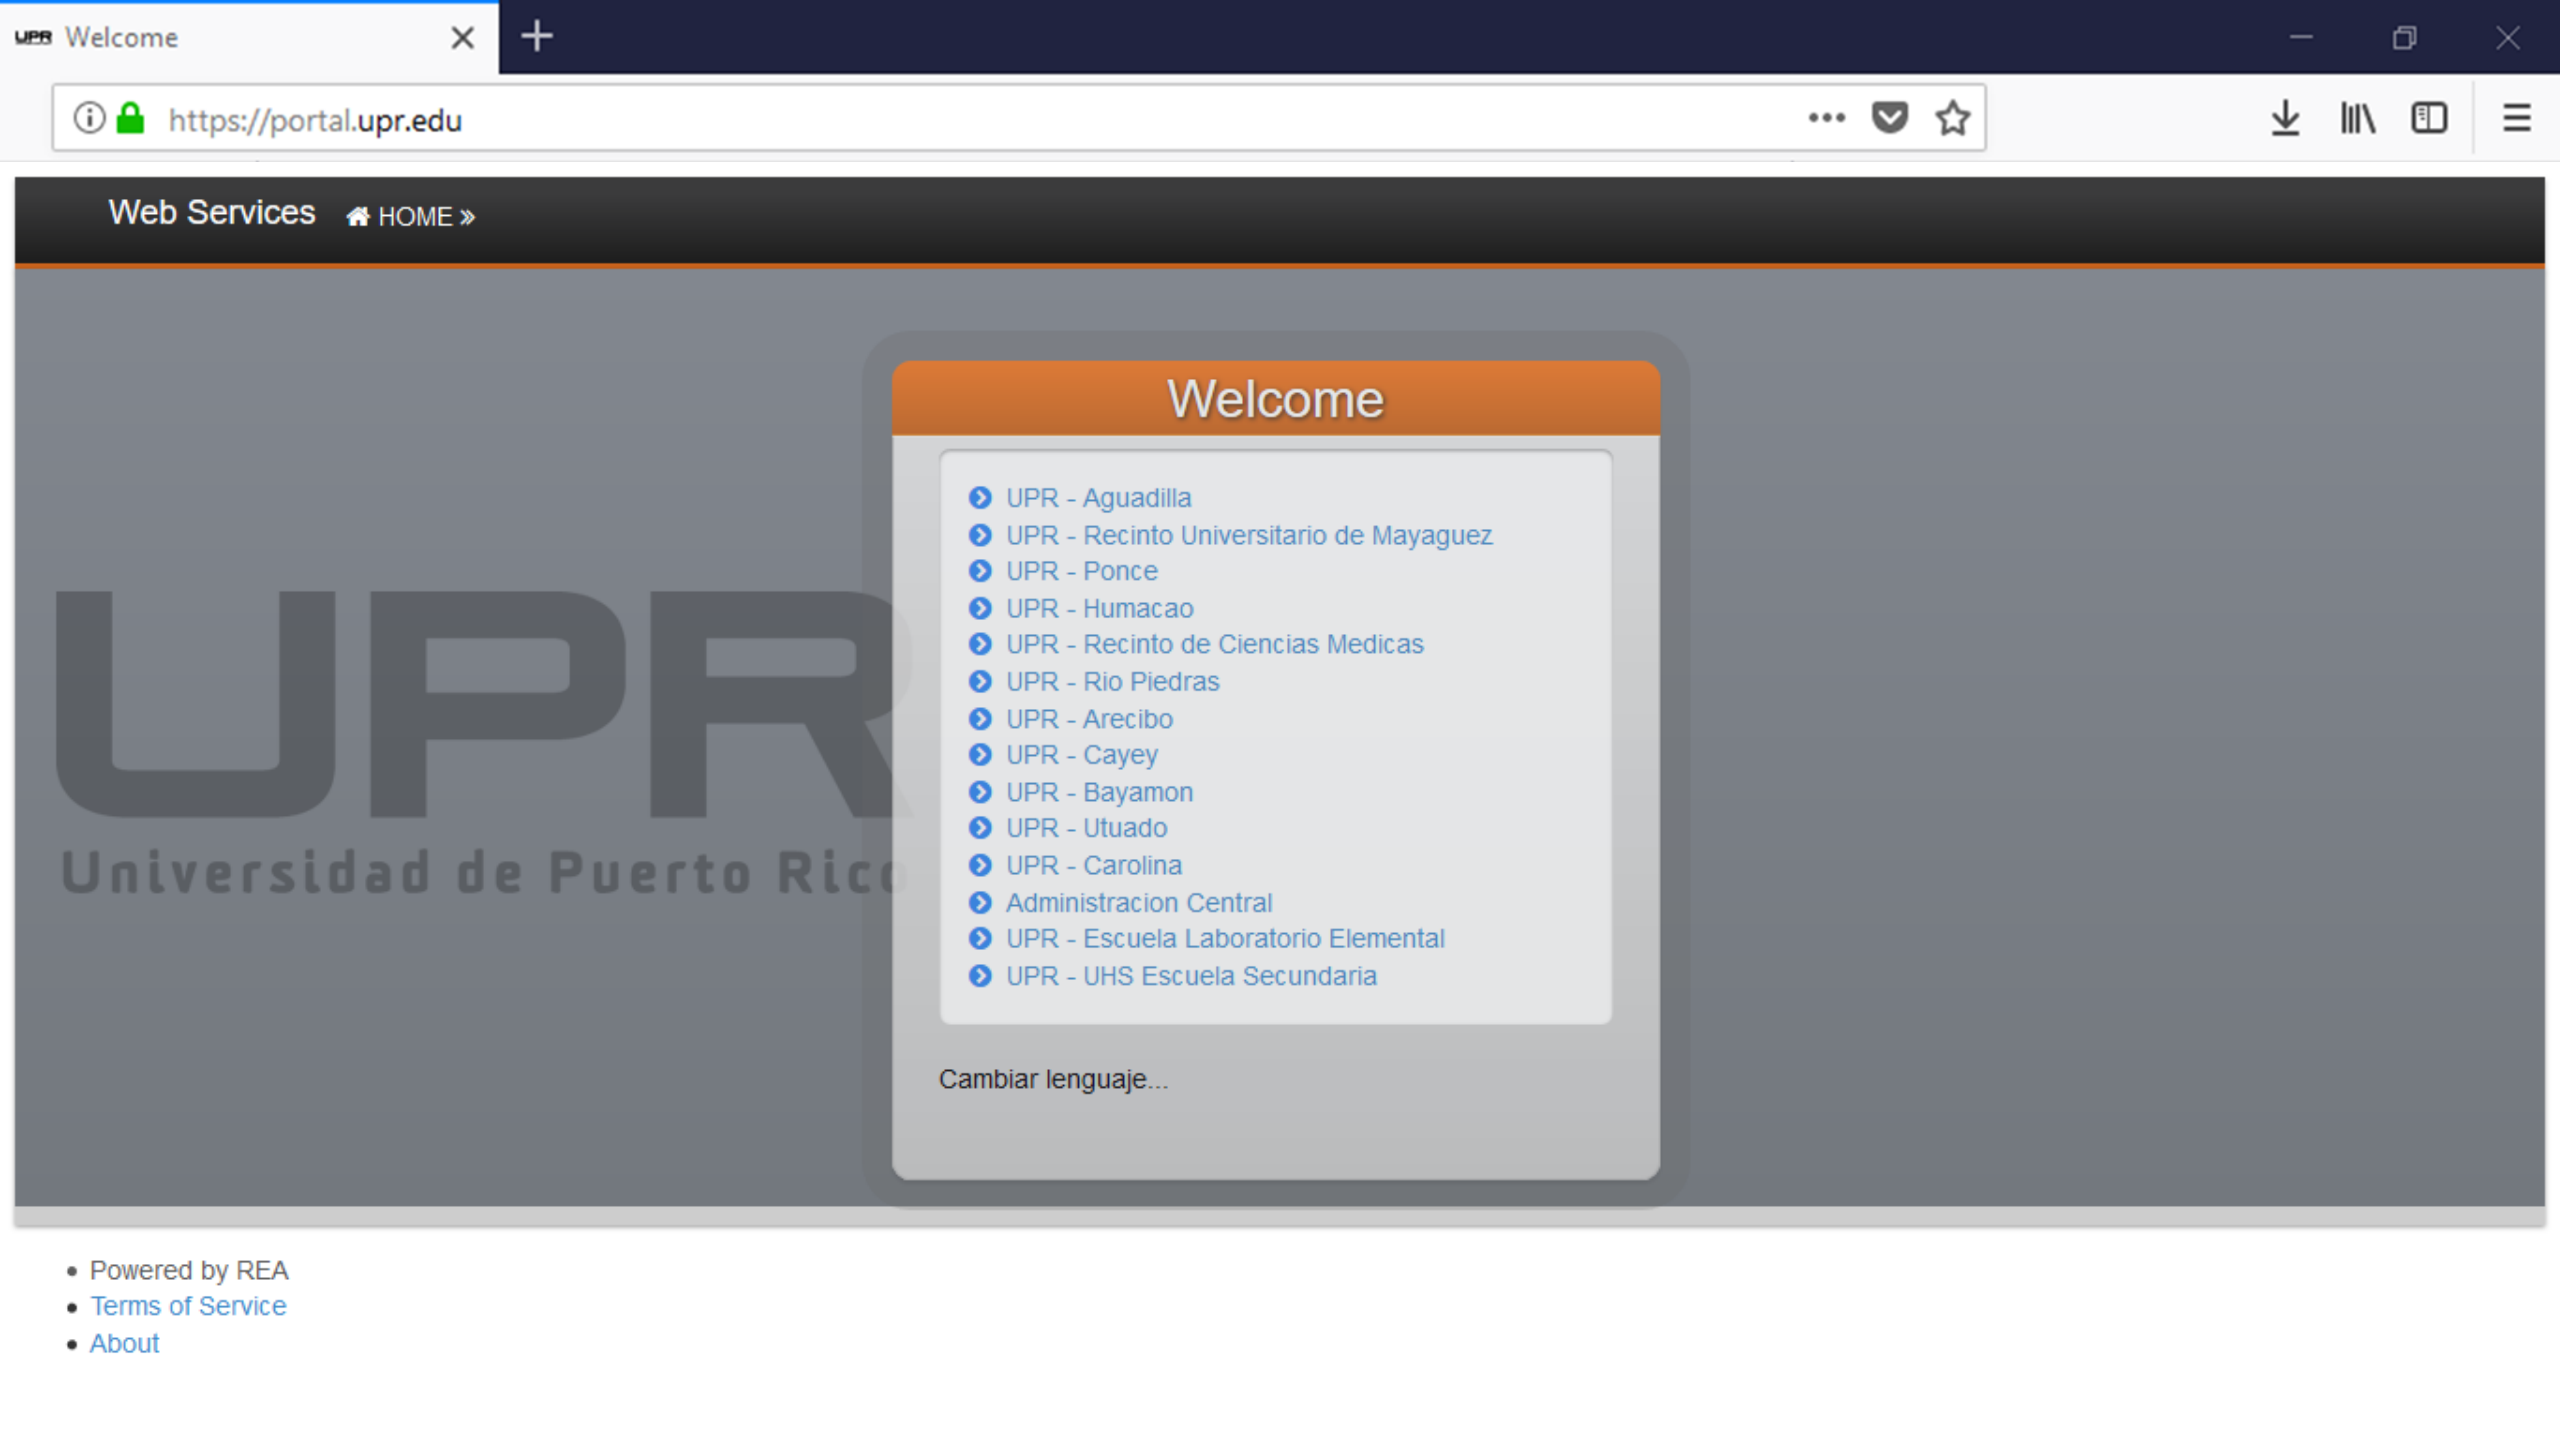 UPR Welcome
https://portal.upr.edu
Web Services HOME »
Welcome
UPR - Aguadilla
UPR - Recinto Universitario de Mayaguez
UPR - Ponce
UPR - Humacao
UPR - Recinto de Ciencias Medicas
UPR - Rio Piedras
UPR - Arecibo
UPR - Cayey
UPR - Bayamon
UPR - Utuado
UPR - Carolina
Administracion Central
UPR - Escuela Laboratorio Elemental
UPR - UHS Escuela Secundaria
Cambiar lenguaje...
UPR
Universidad de Puerto Rico
Powered by REA
Terms of Service
About